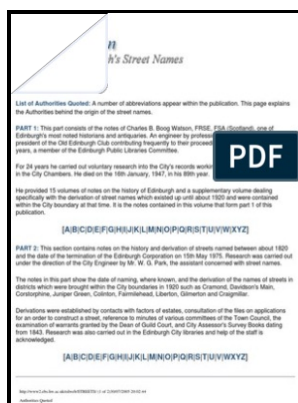 n
h's Street Names
List of Authorities Quoted: A number of abbreviations appear within the publication. This page explains
the Authorities behind the origin of the street names.
PART 1: This part consists of the notes of Charles B. Boog Watson, FRSE, FSA (Scotland), one of
Edinburgh's most noted historians and antiquaries. An engineer by profess
president of the Old Edinburgh Club contributing frequently to their proceed
years, a member of the Edinburgh Public Libraries Committee.
PDF
For 24 years he carried out voluntary research into the City's records work
in the City Chambers. He died on the 16th January, 1947, in his 89th year.
He provided 15 volumes of notes on the history of Edinburgh and a supplementary volume dealing
specifically with the derivation of street names which existed up until about 1920 and were contained
within the City boundary at that time. It is the notes contained in this volume that form part 1 of this
publication.
[A|B|C|D|E|F|G|H|I|J|K|L|M|N|O|P|Q|R|S|T|U|V|W|XYZ]
PART 2: This section contains notes on the history and derivation of streets named between about 1820
and the date of the termination of the Edinburgh Corporation on 15th May 1975. Research was carried out
under the direction of the City Engineer by Mr. W. G. Park, the assistant concerned with street names.
The notes in this part show the date of naming, where known, and the derivation of the names of streets in
districts which were brought within the City boundaries in 1920 such as Cramond, Davidson's Main,
Corstorphine, Juniper Green, Colinton, Fairmilehead, Liberton, Gilmerton and Craigmillar.
Derivations were established by contacts with factors of estates, consultation of the files on applications
for an order to construct a street, reference to minutes of various committees of the Town Council, the
examination of warrants granted by the Dean of Guild Court, and City Assessor's Survey Books dating
from 1843. Research was also carried out in the Edinburgh City libraries and help of the staff is
acknowledged.
[A|B|C|D|E|F|G|H|I|J|K|L|M|N|O|P|Q|R|S|T|U|V|W|XYZ]
Authorities Quoted